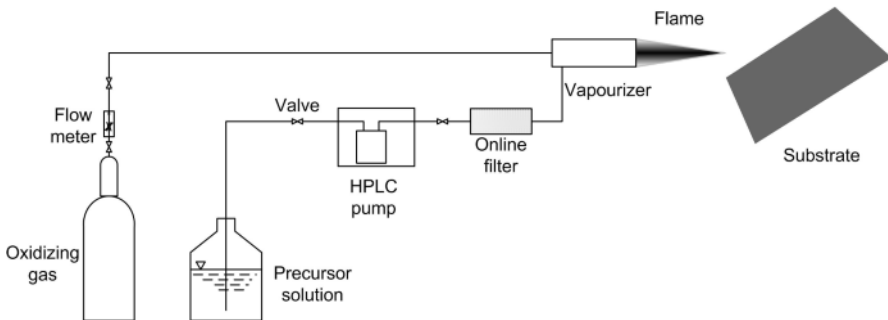 Flame
Vapourizer
Substrate
Valve
Flow
meter
HPLC
pump
Online
filter
Oxidizing
gas
Precursor
solution